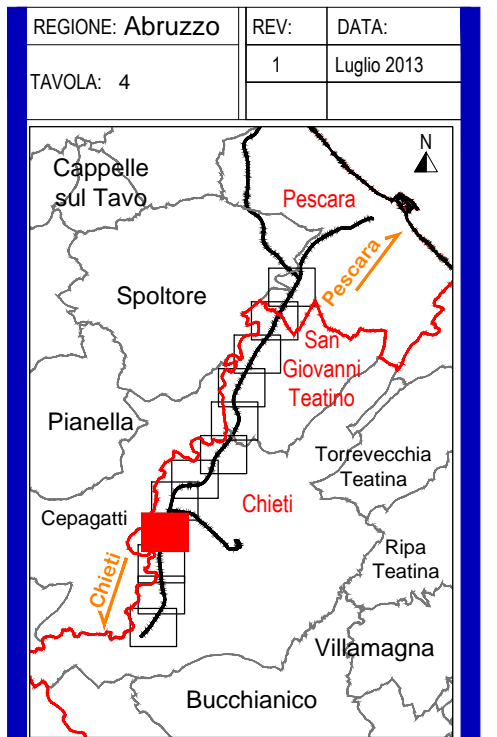 REGIONE: Abruzzo
REV:
DATA:
TAVOLA: 4
1
Luglio 2013
N
Cappelle
sul Tavo
Pescara
Pescara
Spoltore
San
Giovanni
Teatino
Pianella
Torrevecchia
Teatina
Chieti
Cepagatti
Ripa
Teatina
Chieti
Villamagna
Bucchianico